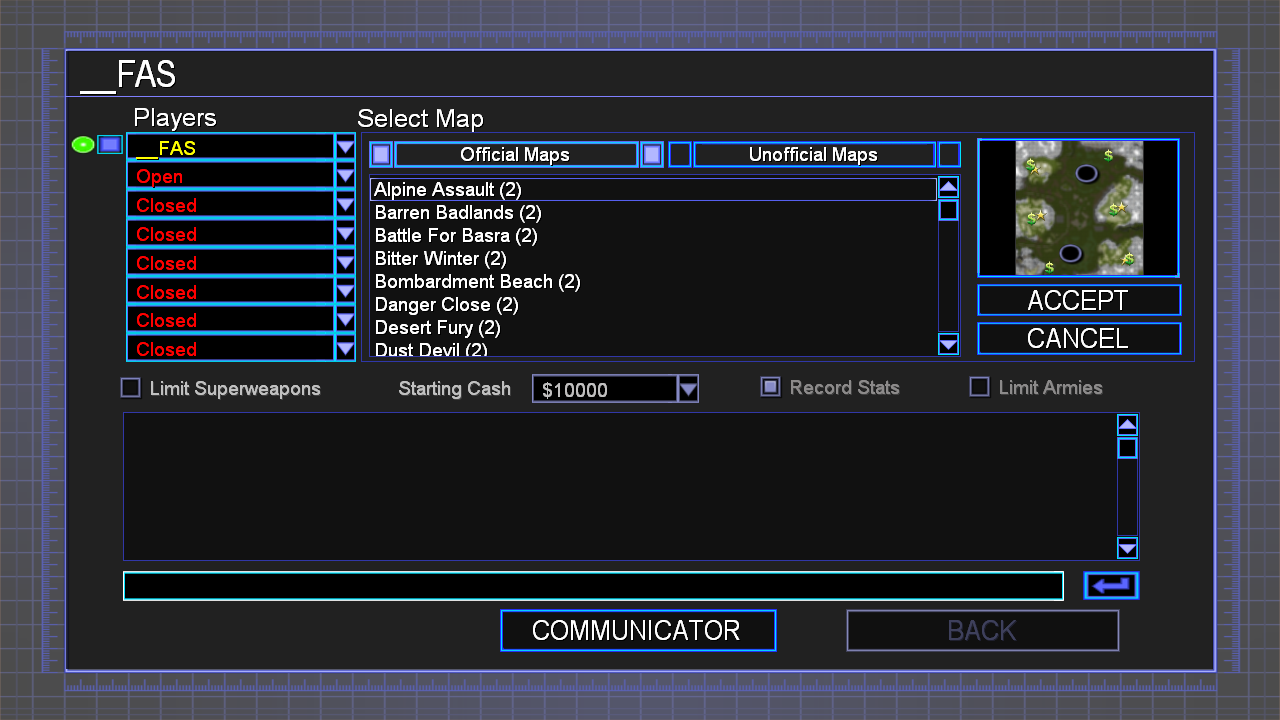 __FAS
Players
Select Map
__FAS
Open
Closed
Closed
Closed
Closed
Closed
Closed
Official Maps
Unofficial Maps
Alpine Assault (2)
Barren Badlands (2)
Battle For Basra (2)
Bitter Winter (2)
Bombardment Beach (2)
Danger Close (2)
Desert Fury (2)
Dust Devil (2)
ACCEPT
CANCEL
Limit Superweapons
Starting Cash
$10000
Record Stats
Limit Armies
COMMUNICATOR
BACK